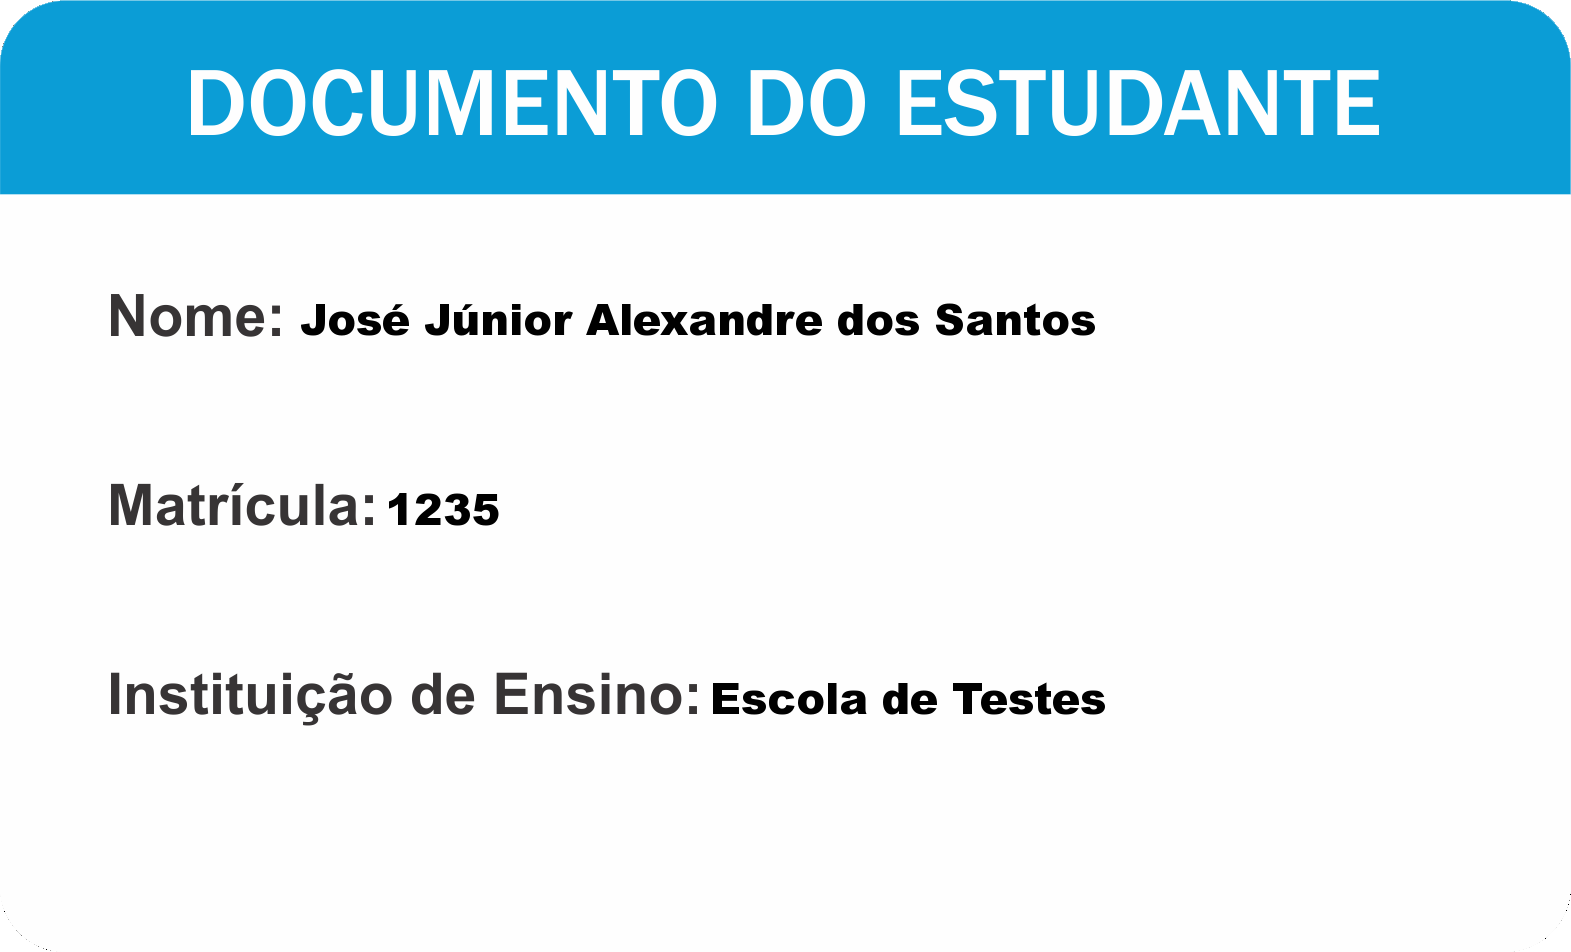 DOCUMENTO DO ESTUDANTE
Nome: José Júnior Alexandre dos Santos
Matrícula: 1235
Instituição de Ensino: Escola de Testes